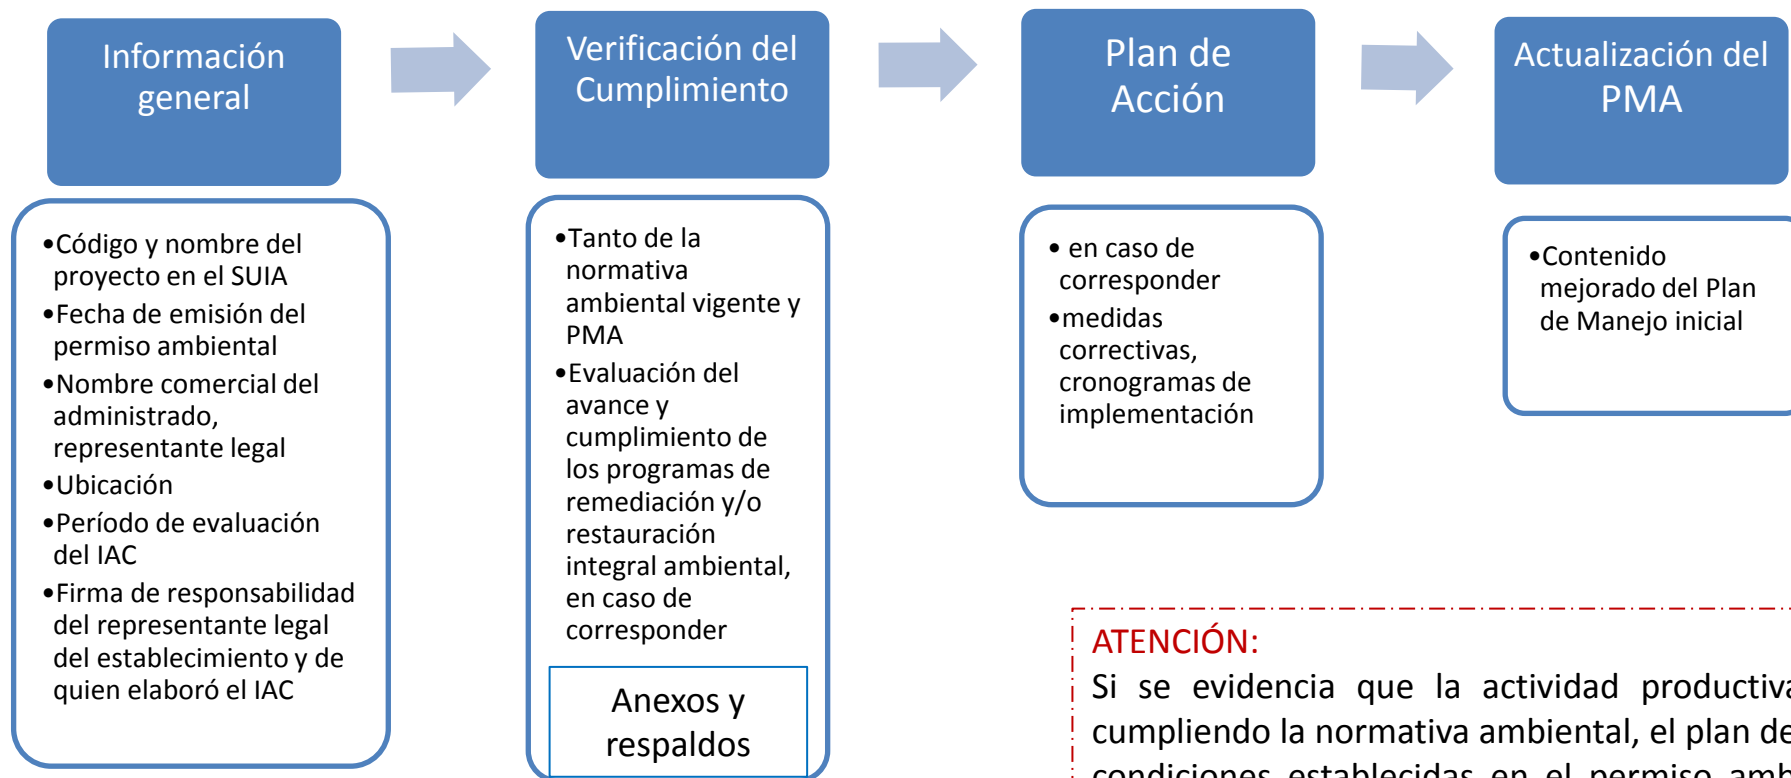 Información
general
Verificación del
Cumplimiento
Plan de
Acción
Actualización del
PMA
•Código y nombre del
proyecto en el SUIA
•Fecha de emisión del
permiso ambiental
•Nombre comercial del
administrado,
representante legal
•Ubicación
•Período de evaluación
del IAC
•Firma de responsabilidad
del representante legal
del establecimiento y de
quien elaboró el IAC
•Tanto de la
normativa
ambiental vigente y
PMA
•Evaluación del
avance y
cumplimiento de
los programas de
remediación y/o
restauración
integral ambiental,
en caso de
corresponder
Anexos y
respaldos
• en caso de
corresponder
•medidas
correctivas,
cronogramas de
implementación
•Contenido
mejorado del Plan
de Manejo inicial
ATENCIÓN:
Si se evidencia que la actividad productiva
cumpliendo la normativa ambiental, el plan de
condiciones establecidas en el permiso